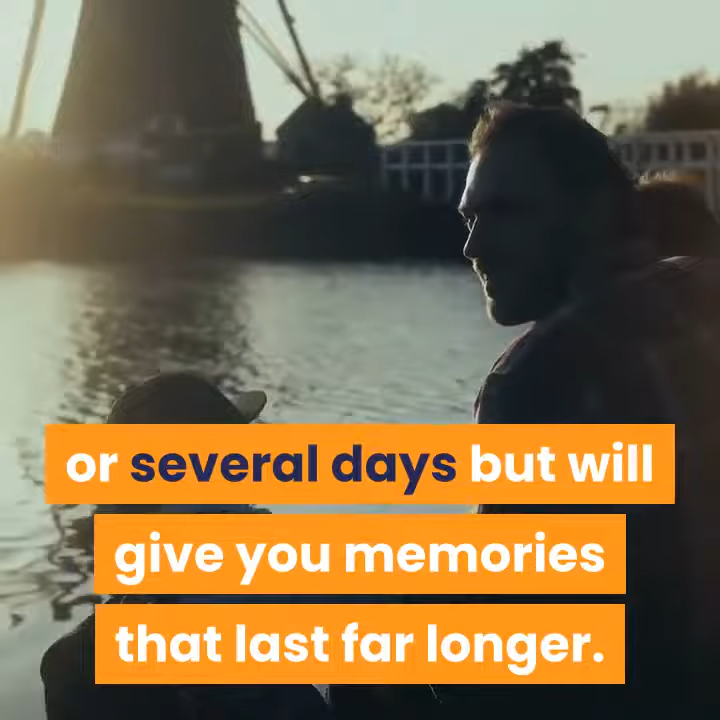 or several days but will
give you memories
that last far longer.